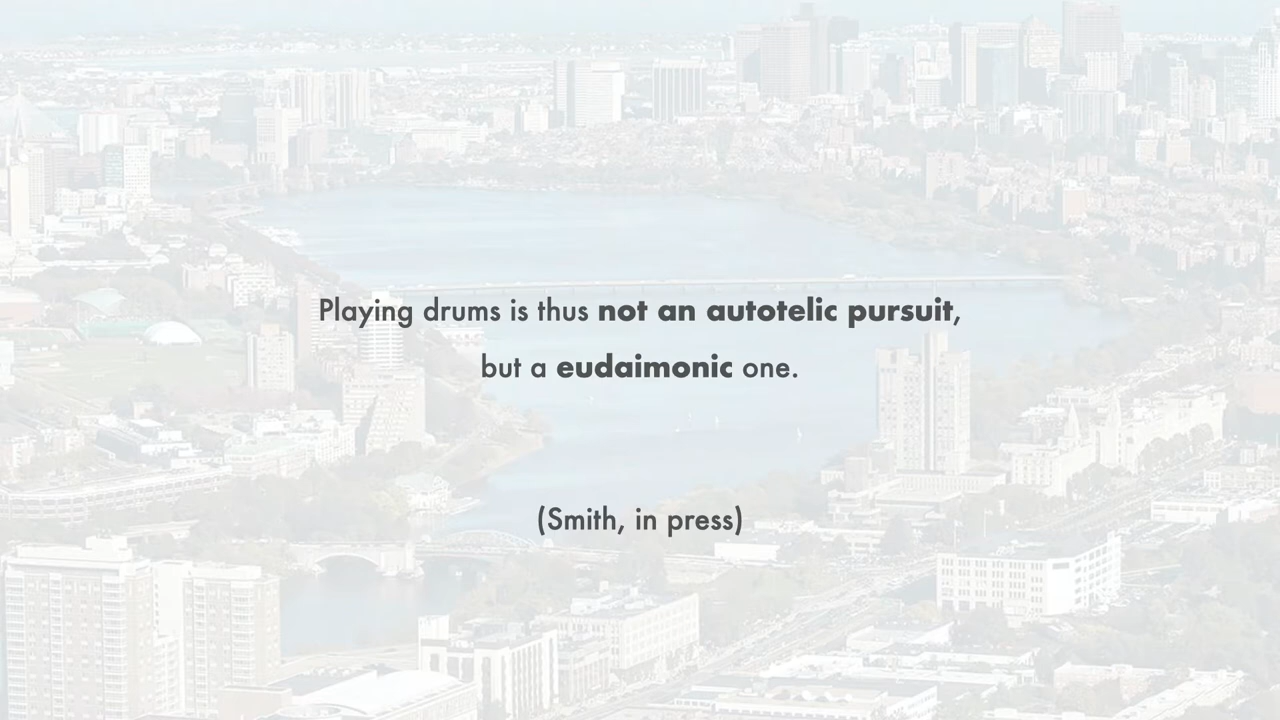 Playing drums is thus not an autotelic pursuit,
but a eudaimonic one.
(Smith, in press)